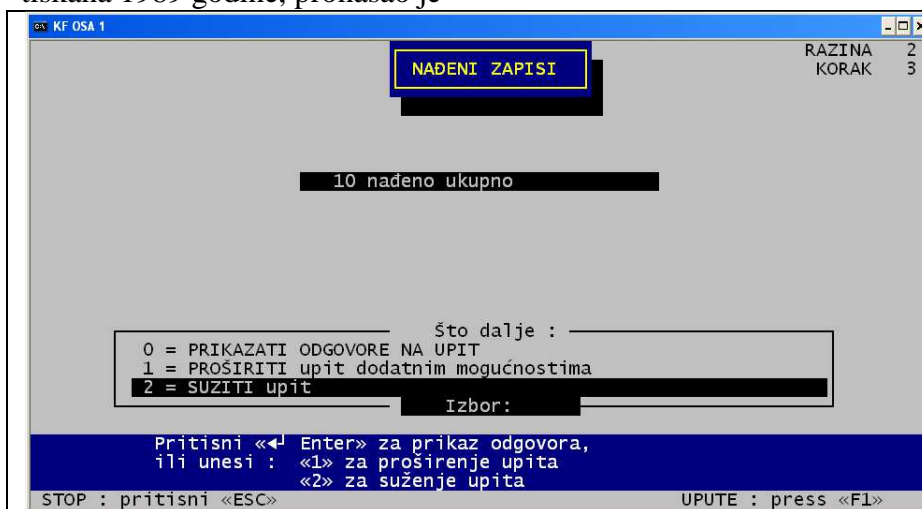 tiskana 1989 godine, pronašao je
KF OSA 1
NAĐENI ZAPISI
RAZINA 2
KORAK 3
10 nađeno ukupno
Što dalje :
0 = PRIKAZATI ODGOVORE NA UPIT
1 = PROŠIRITI upit dodatnim mogućnostima
2 = SUZITI upit
Izbor:
Pritisni «↵ Enter» za prikaz odgovora,
ili unesi : «1» za proširenje upita
«2» za suženje upita
STOP : pritisni «ESC» UPUTE : press «F1»